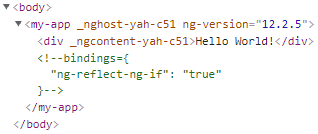 ▼<body>
▼<my-app _nghost-yah-c51 ng-version="12.2.5">
<div _ngcontent-yah-c51>Hello World!</div>
<!--bindings={
"ng-reflect-ng-if": "true"
}-->
</my-app>
</body>